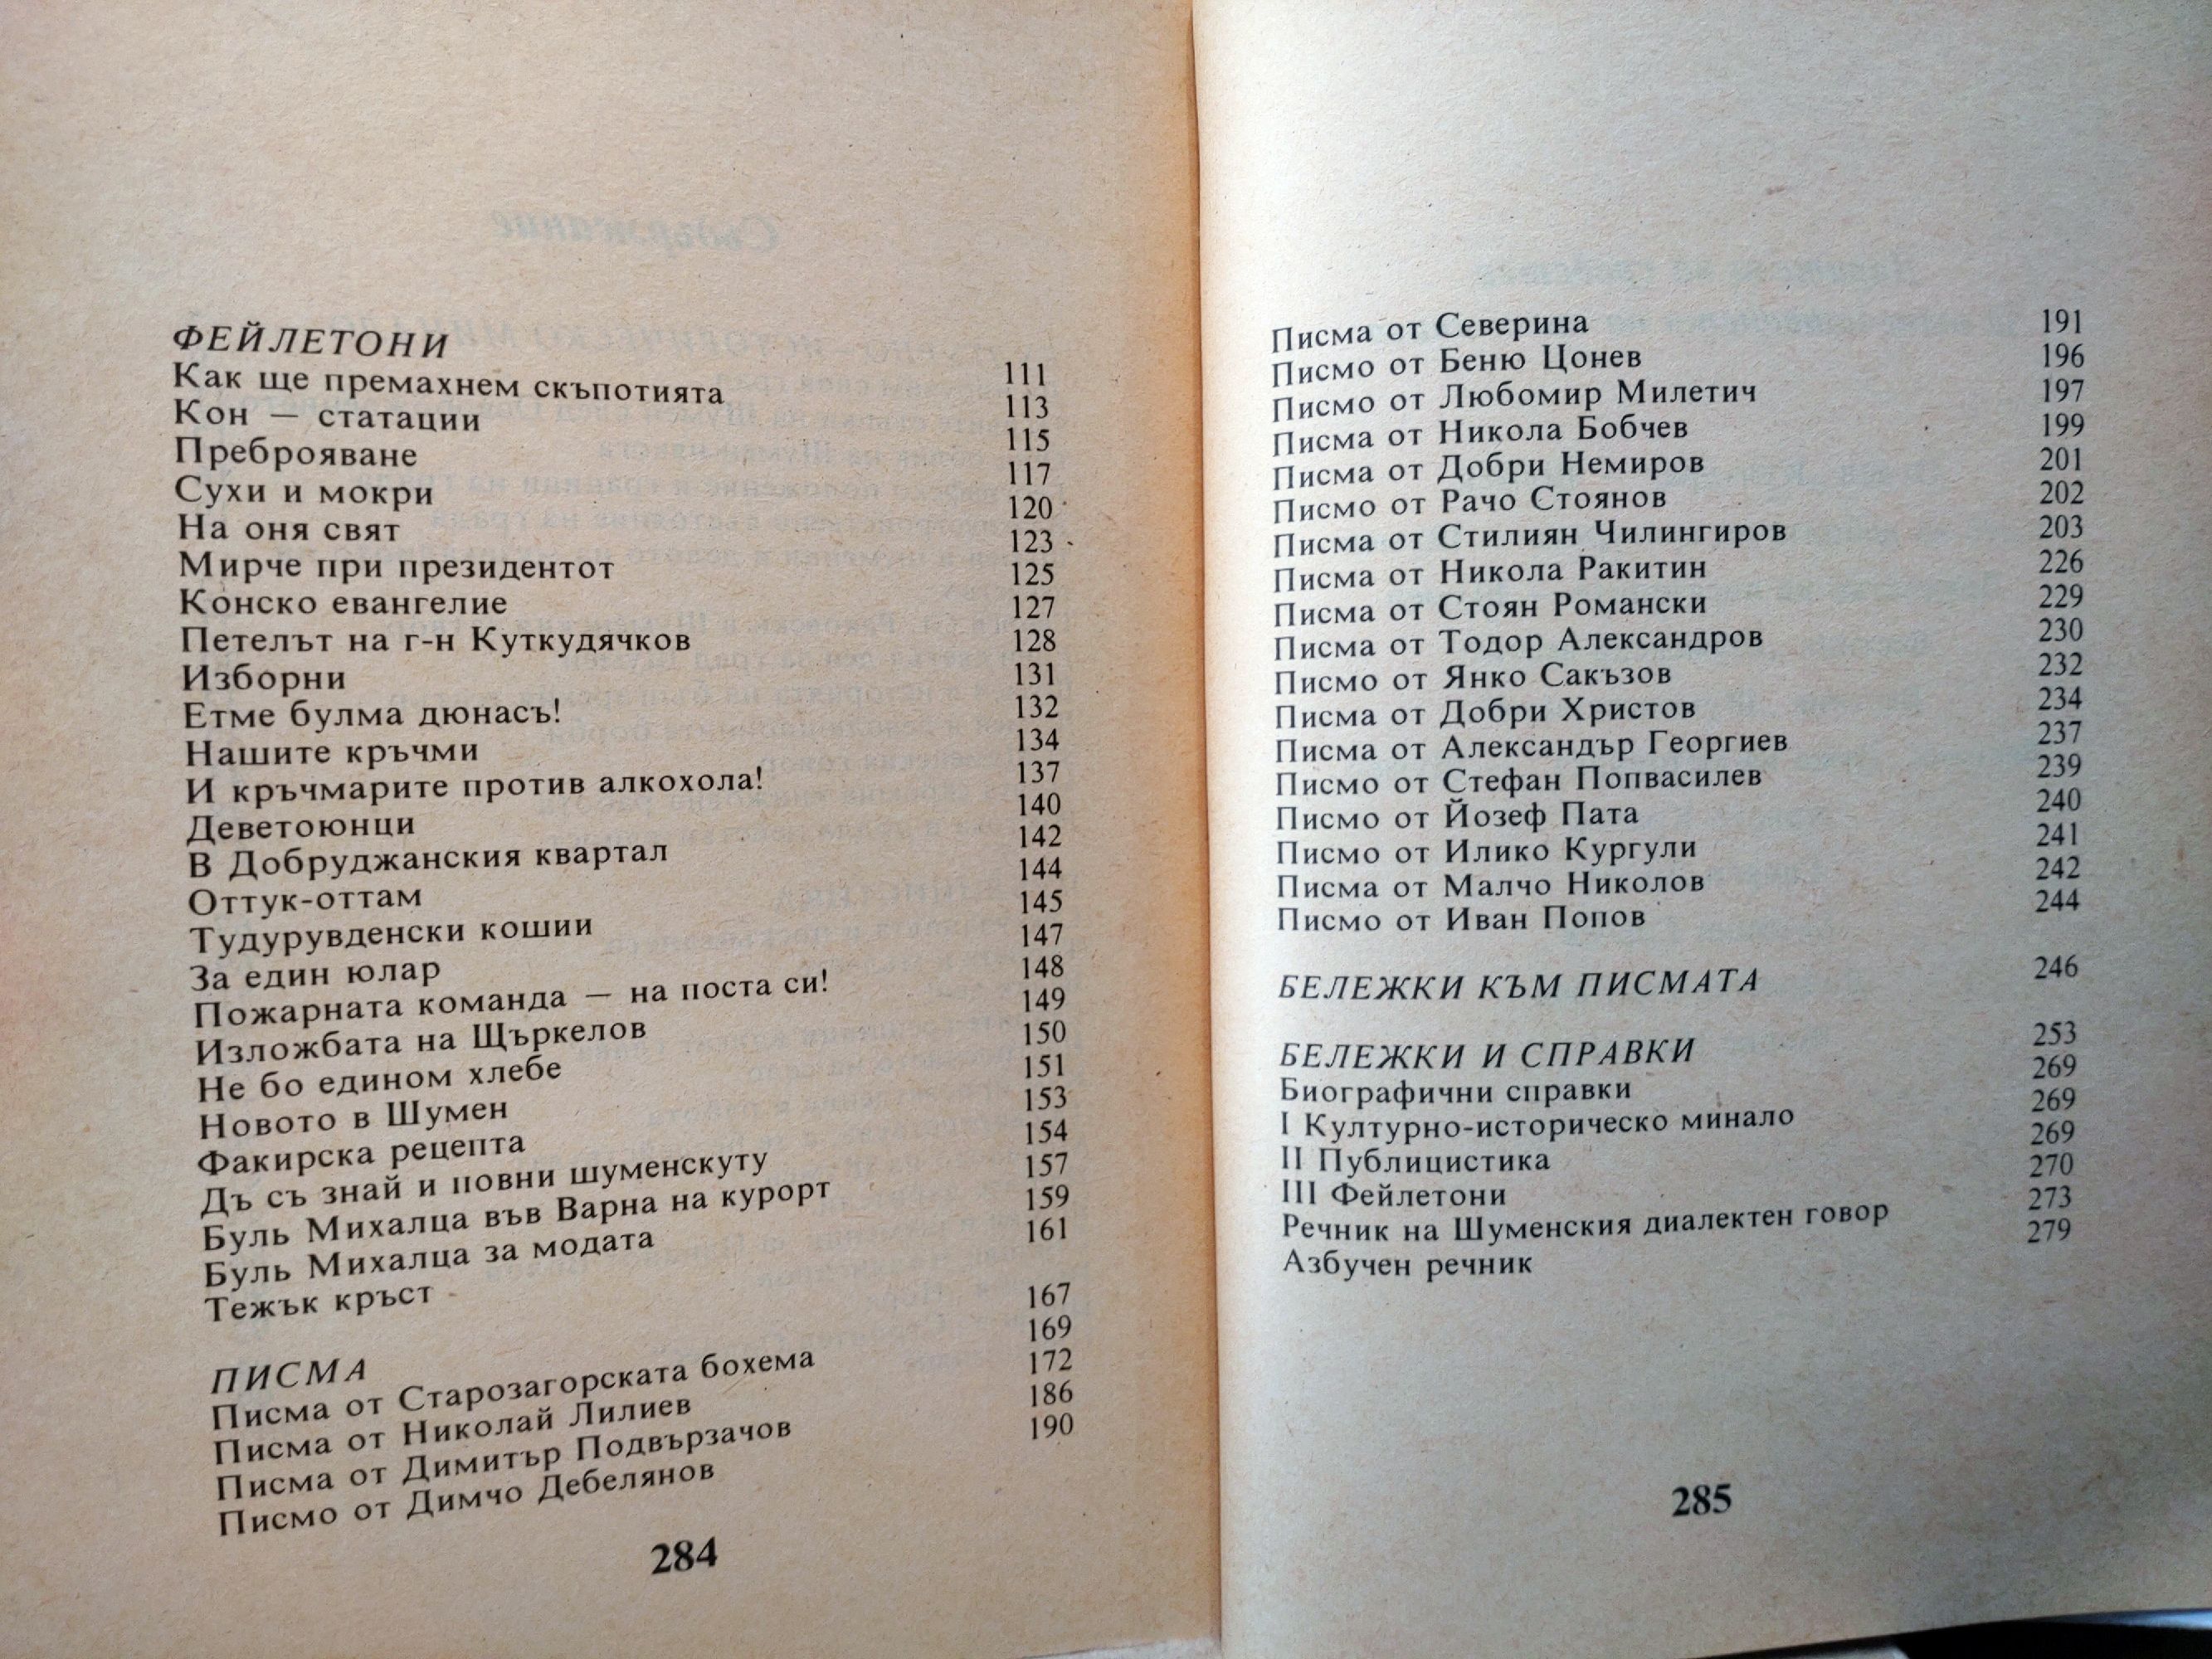 ФЕЙЛЕТОНИ 111
Как ще премахнем скъпотията 113
Кон — статации 115
Преброяване 117
Сухи и мокри 120
На оня свят 123
Мирче при президентот 125
Конско евангелие 127
Петелът на г-н Куткудячков 128
Изборни 131
Етме булма дюнасъ! 132
Нашите кръчми 134
И кръчмарите против алкохола! 137
Деветоюнци 140
В Добруджанския квартал 142
Оттук-оттам 144
Тудурувденски кошии 145
За един юлар 147
Пожарната команда — на поста си! 148
Изложбата на Щъркелов 149
Не бо едином хлебе 150
Новото в Шумен 151
Факирска рецепта 153
Дъ съ знай и повни шуменскуту 154
Буль Михалца във Варна на курорт 157
Буль Михалца за модата 159
Тежък кръст 161
ПИСМА 167
Писма от Старозагорската бохема 169
Писма от Николай Лилиев 172
Писма от Димитър Подвързачов 186
Писмо от Димчо Дебелянов 190
284
Писма от Северина 191
Писмо от Беню Цонев 196
Писмо от Любомир Милетич 197
Писма от Никола Бобчев 199
Писма от Добри Немиров 201
Писмо от Рачо Стоянов 202
Писма от Стилиян Чилингиров 203
Писма от Никола Ракитин 226
Писма от Стоян Романски 229
Писма от Тодор Александров 230
Писмо от Янко Сакъзов 232
Писма от Добри Христов 234
Писма от Александър Георгиев 237
Писмо от Стефан Попвасилев 239
Писмо от Йозеф Пата 240
Писмо от Илико Кургули 241
Писма от Малчо Николов 242
Писмо от Иван Попов 244
БЕЛЕЖКИ КЪМ ПИСМАТА 246
БЕЛЕЖКИ И СПРАВКИ 253
Биографични справки 269
I Културно-историческо минало 269
II Публицистика 269
III Фейлетони 270
Речник на Шуменския диалектен говор 273
Азбучен речник 279
285